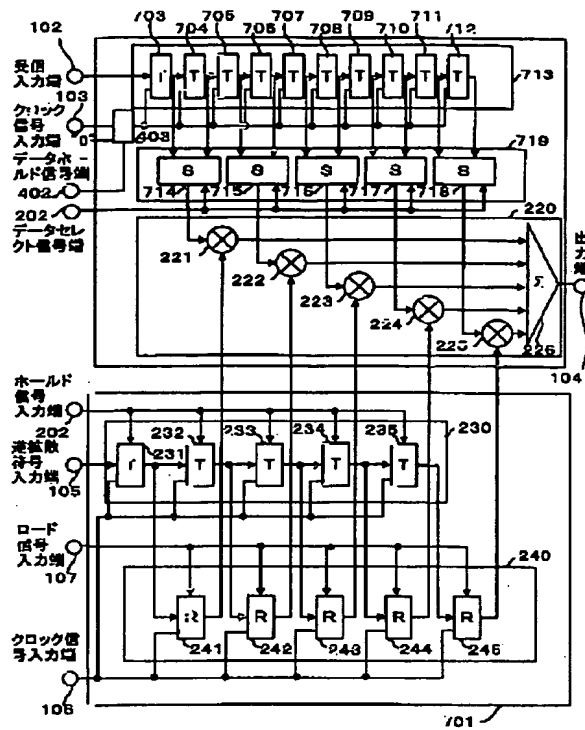 703
704
705
706
707
708
709
710
711
712
102
受信
入力端
T
T
T
T
T
T
T
T
T
713
103
クロック
信号
入力端
403
データホー
ルド信号端
402
202
データセレ
クト信号端
S
S
S
S
S
719
714
715
716
717
718
220
221
222
223
224
225
Σ
226
出力端
104
ホールド
信号
入力端
202
逆拡散
符号
入力端
105
231
232
233
234
235
230
T
T
T
T
ロード
信号
入力端
107
240
R
R
R
R
R
241
242
243
244
245
クロック信
号入力端
106
701